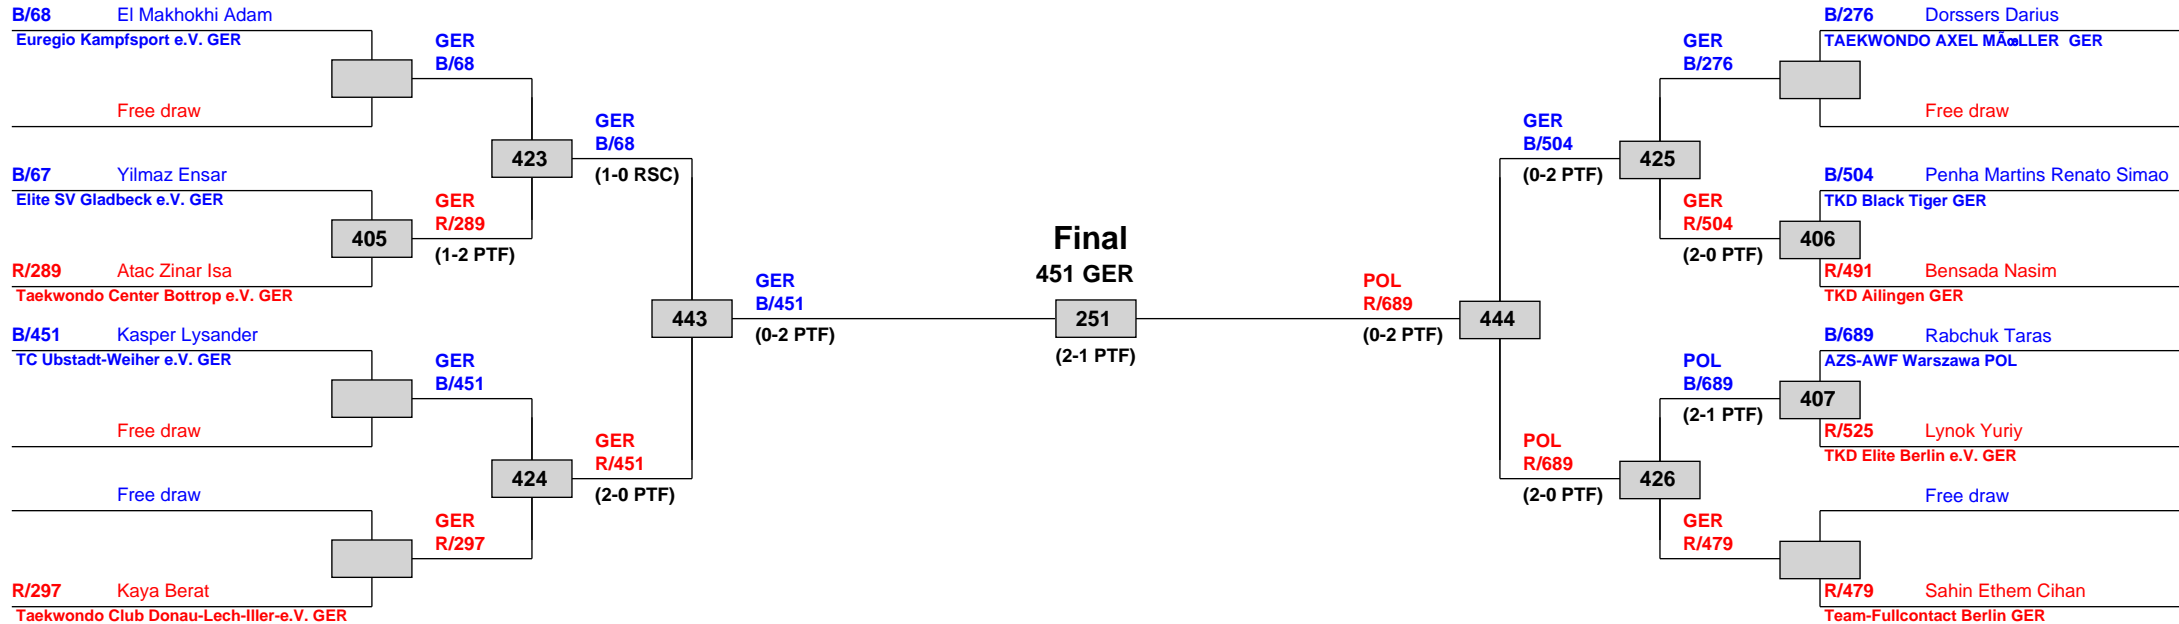 B/68 El Makhokhi Adam
Euregio Kampfsport e.V. GER
Free draw
B/67 Yilmaz Ensar
Elite SV Gladbeck e.V. GER
405
R/289 Atac Zinar Isa
Taekwondo Center Bottrop e.V. GER
B/451 Kasper Lysander
TC Ubstadt-Weiher e.V. GER
Free draw
Free draw
R/297 Kaya Berat
Taekwondo Club Donau-Lech-Iller-e.V. GER
GER
B/68
423
GER
R/289
(1-2 PTF)
GER
B/451
424
GER
R/297
GER
B/68
(1-0 RSC)
443
GER
R/451
(2-0 PTF)
GER
B/451
(0-2 PTF)
Final
451 GER
251
(2-1 PTF)
POL
R/689
(0-2 PTF)
444
GER
B/504
(0-2 PTF)
425
POL
R/689
(2-0 PTF)
426
GER
B/276
GER
R/504
(2-0 PTF)
406
POL
B/689
(2-1 PTF)
407
GER
R/479
B/276 Dorssers Darius
TAEKWONDO AXEL MÃœLLER GER
Free draw
B/504 Penha Martins Renato Simao
TKD Black Tiger GER
R/491 Bensada Nasim
TKD Ailingen GER
B/689 Rabchuk Taras
AZS-AWF Warszawa POL
R/525 Lynok Yuriy
TKD Elite Berlin e.V. GER
Free draw
R/479 Sahin Ethem Cihan
Team-Fullcontact Berlin GER